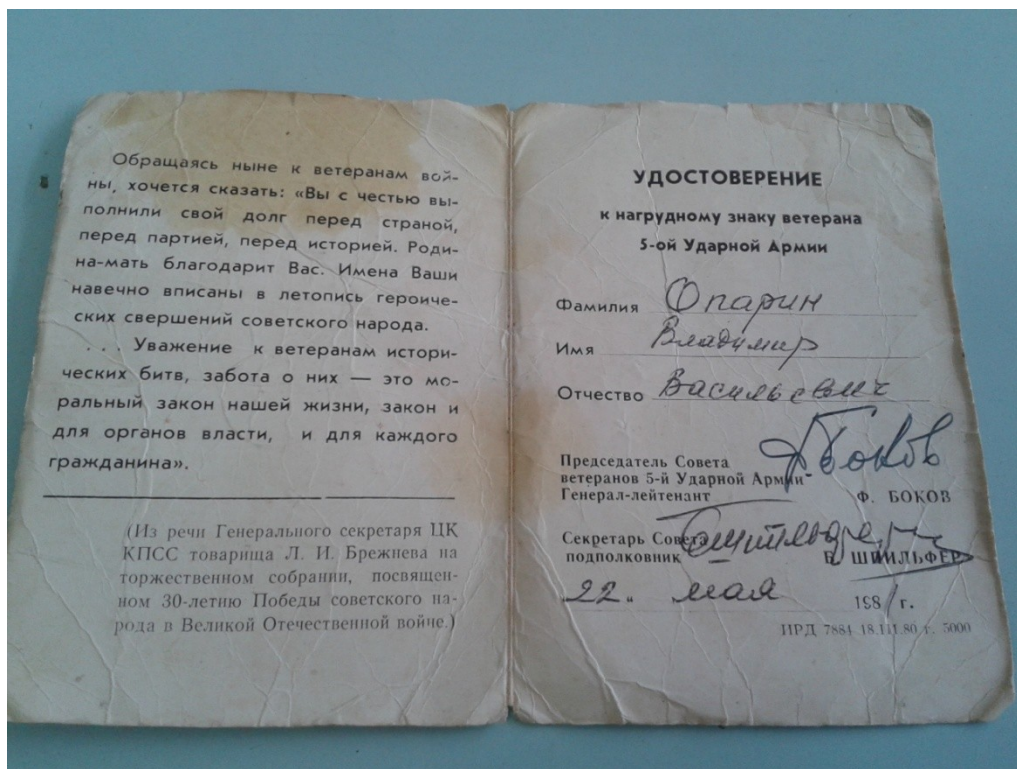 Обращаясь ныне к ветеранам вой-
ны, хочется сказать: «Вы с честью вы-
полнили свой долг перед страной,
перед партией, перед историей. Роди-
на-мать благодарит Вас. Имена Ваши
навечно вписаны в летопись героиче-
ских свершений советского народа.
... Уважение к ветеранам истори-
ческих битв, забота о них — это мо-
ральный закон нашей жизни, закон и
для органов власти, и для каждого
гражданина».
(Из речи Генерального секретаря ЦК
КПСС товарища Л. И. Брежнева на
торжественном собрании, посвящен-
ном 30-летию Победы советского на-
рода в Великой Отечественной войне.)
УДОСТОВЕРЕНИЕ
к нагрудному знаку ветерана
5-ой Ударной Армии
Фамилия Опарин
Имя Владимир
Отчество Васильевич
Боков
Председатель Совета
ветеранов 5-й Ударной Армии
Генерал-лейтенант Ф. БОКОВ
Секретарь Совета
подполковник
22. мая 1981 г.
7884 18.III.80 г. 5000